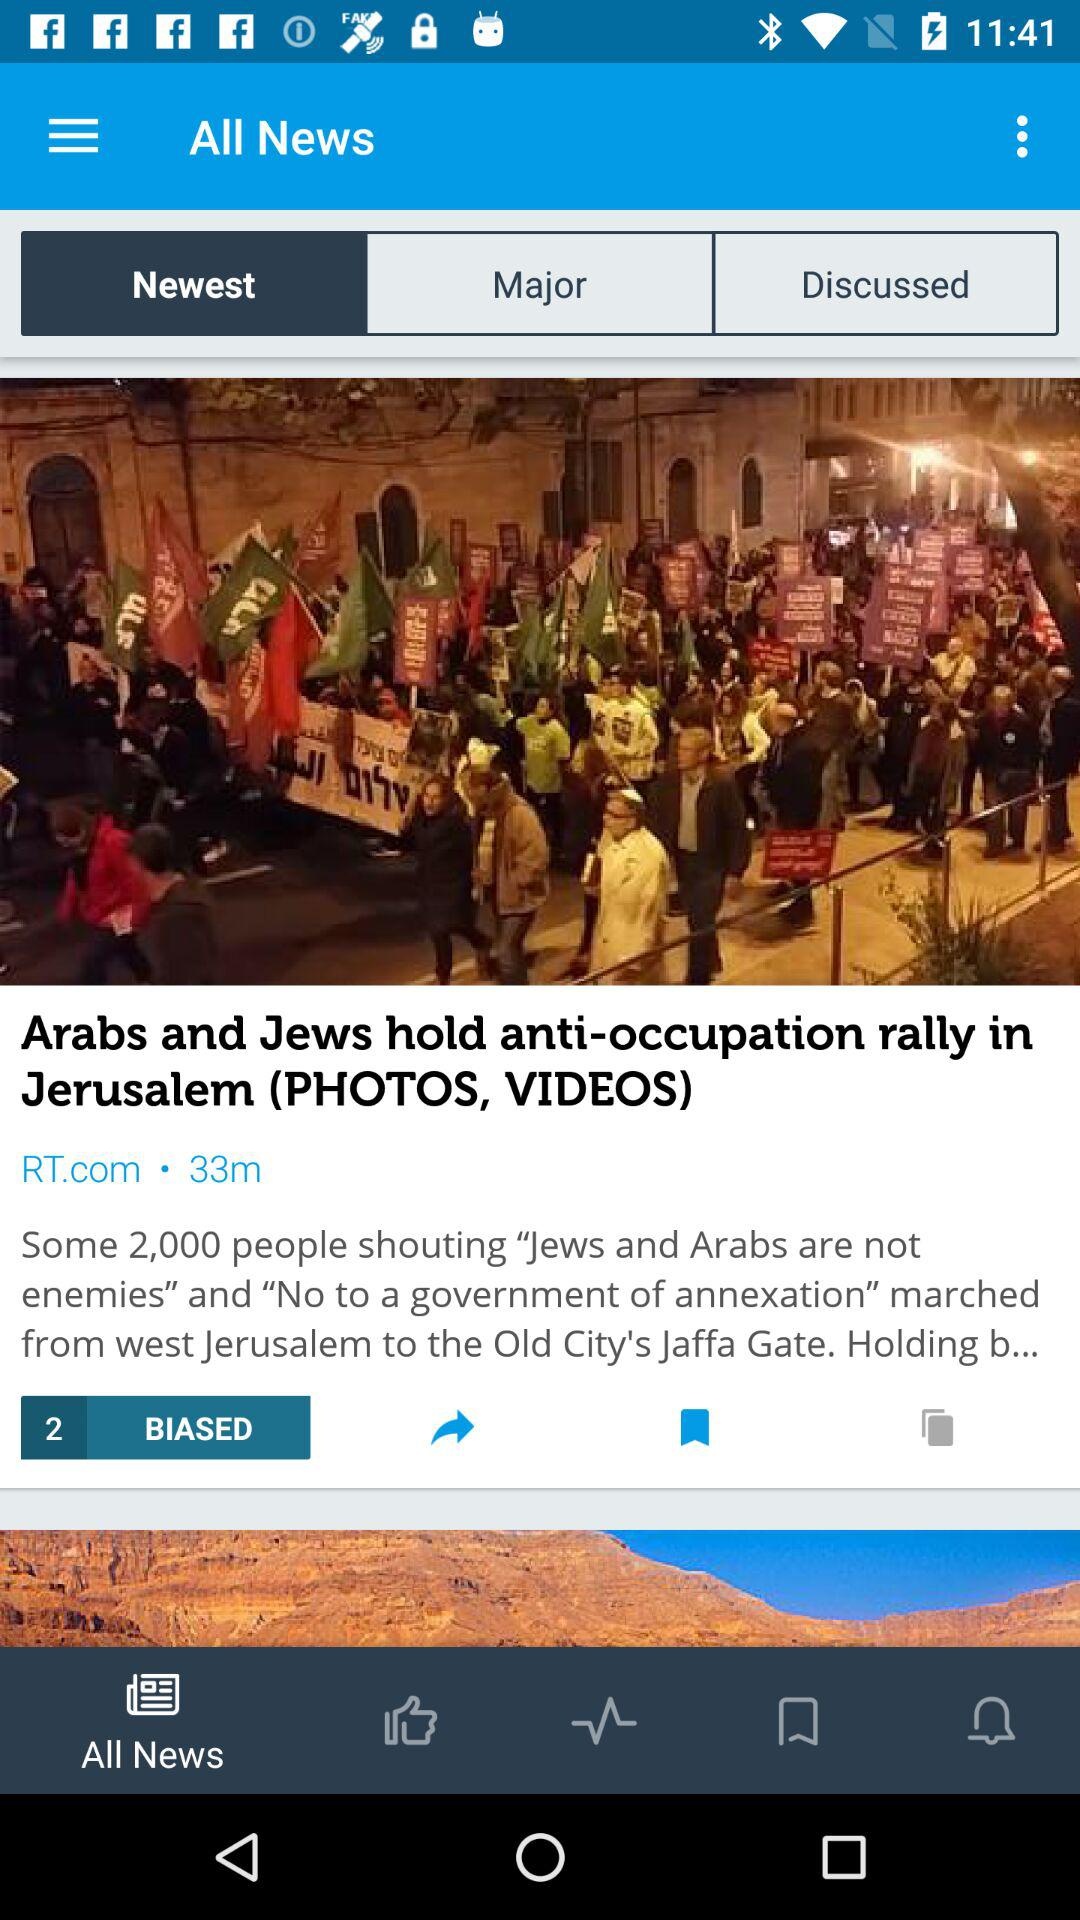 FAKE
11:41
All News
Newest
Major
Discussed
Arabs and Jews hold anti-occupation rally in
Jerusalem (PHOTOS, VIDEOS)
RT.com • 33m
Some 2,000 people shouting “Jews and Arabs are not
enemies” and “No to a government of annexation” marched
from west Jerusalem to the Old City's Jaffa Gate. Holding b...
2 BIASED
All News